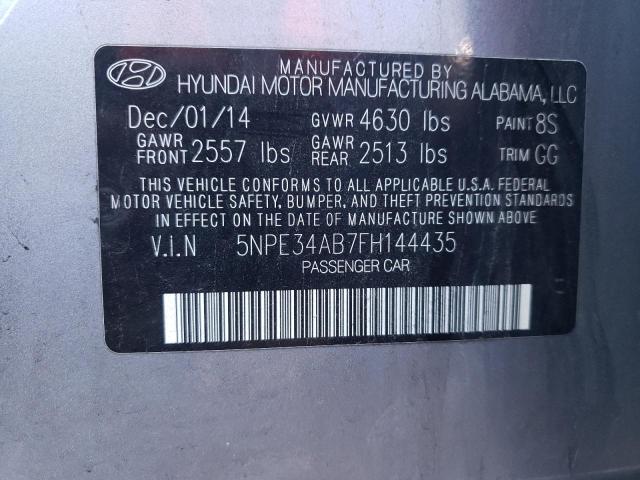 MANUFACTURED BY
HYUNDAI MOTOR MANUFACTURING ALABAMA, LLC
Dec/01/14 GVWR 4630 lbs PAINT 8S
GAWR FRONT 2557 lbs GAWR REAR 2513 lbs TRIM GG
THIS VEHICLE CONFORMS TO ALL APPLICABLE U.S.A. FEDERAL
MOTOR VEHICLE SAFETY, BUMPER, AND THEFT PREVENTION STANDARDS
IN EFFECT ON THE DATE OF MANUFACTURE SHOWN ABOVE.
V.i.N 5NPE34AB7FH144435
PASSENGER CAR